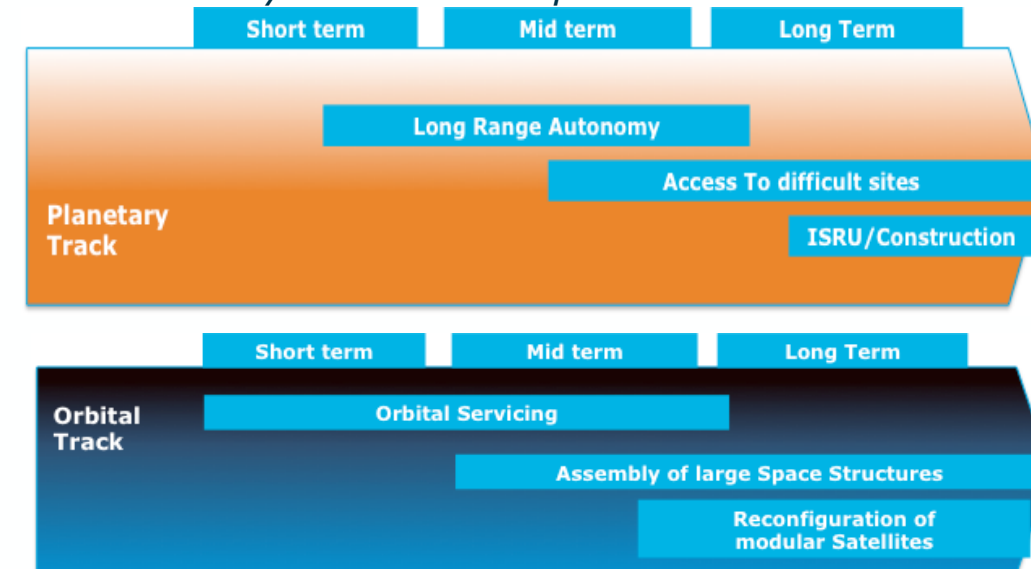 Short term
Mid term
Long Term
Long Range Autonomy
Access To difficult sites
Planetary
Track
ISRU/Construction
Short term
Mid term
Long Term
Orbital
Track
Orbital Servicing
Assembly of large Space Structures
Reconfiguration of
modular Satellites